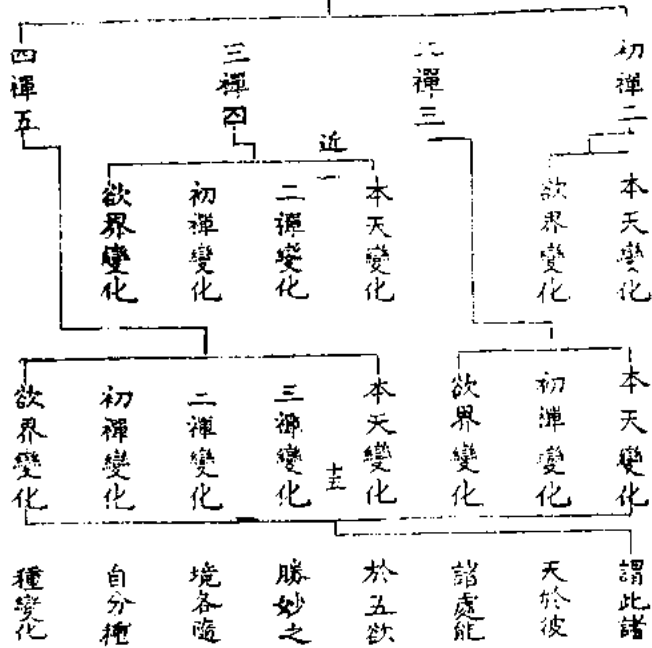 初禪二
二禪三
三禪四
四禪五
本天變化
欲界變化
近一
本天變化
二禪變化
初禪變化
欲界變化
本天變化
初禪變化
欲界變化
本天變化
三禪變化
二禪變化
初禪變化
欲界變化
十五
謂此諸
天於彼
諸處能
於五欲
勝妙之
境各隨
自分種
種變化